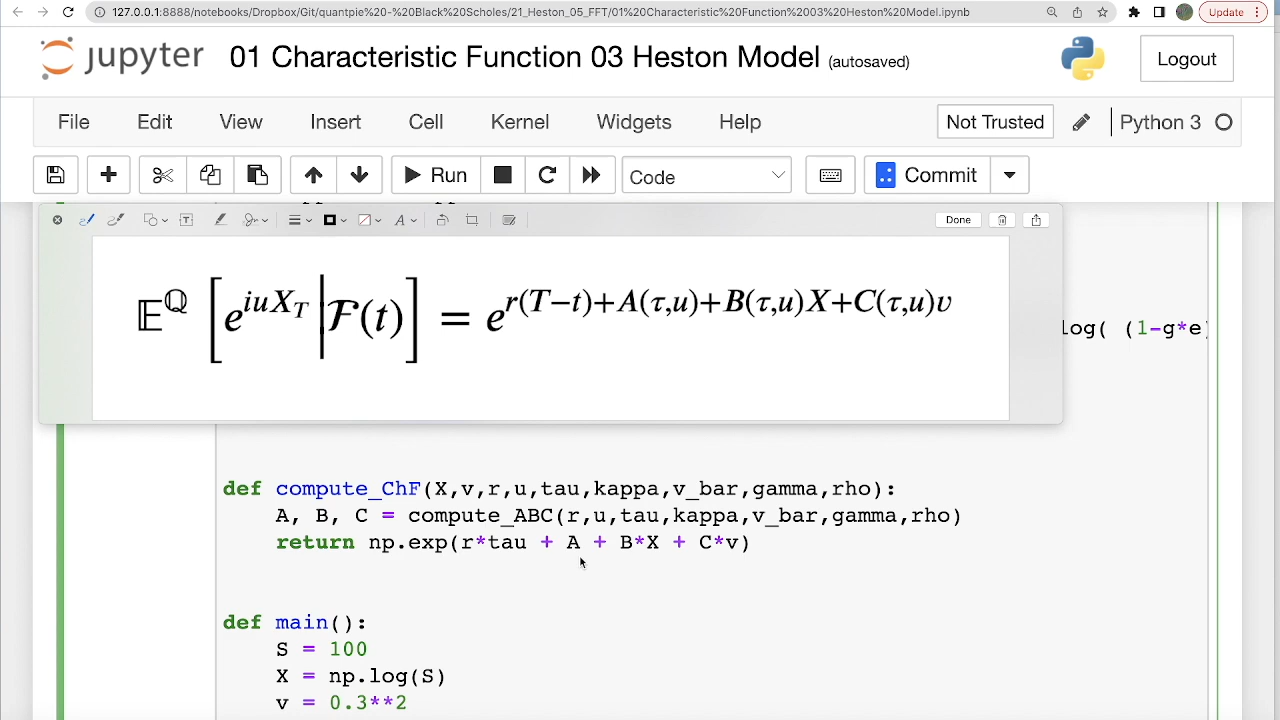 127.0.0.1:8888/notebooks/Dropbox/Git/quantpie%20-%20Black%20Scholes/21_Heston_05_FFT/01%20Characteristic%20Function%2003%20Heston%20Model.ipynb
Update
jupyter 01 Characteristic Function 03 Heston Model (autosaved)
Logout
File Edit View Insert Cell Kernel Widgets Help
Not Trusted
Python 3
Run
Code
Commit
Done
𝔼^ℚ [e^{iuX_T} | ℱ(t)] = e^{r(T−t)+A(τ,u)+B(τ,u)X+C(τ,u)v}
log( (1-g*e
def compute_ChF(X,v,r,u,tau,kappa,v_bar,gamma,rho):
A, B, C = compute_ABC(r,u,tau,kappa,v_bar,gamma,rho)
return np.exp(r*tau + A + B*X + C*v)
def main():
S = 100
X = np.log(S)
v = 0.3**2